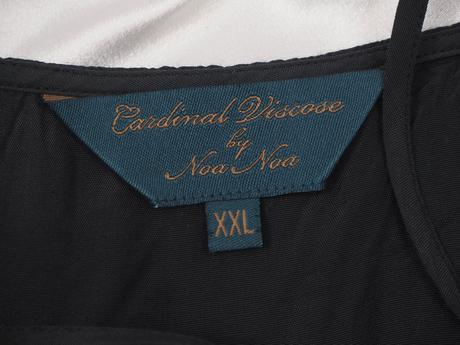 Cardinal Viscose
by
Noa Noa
XXL